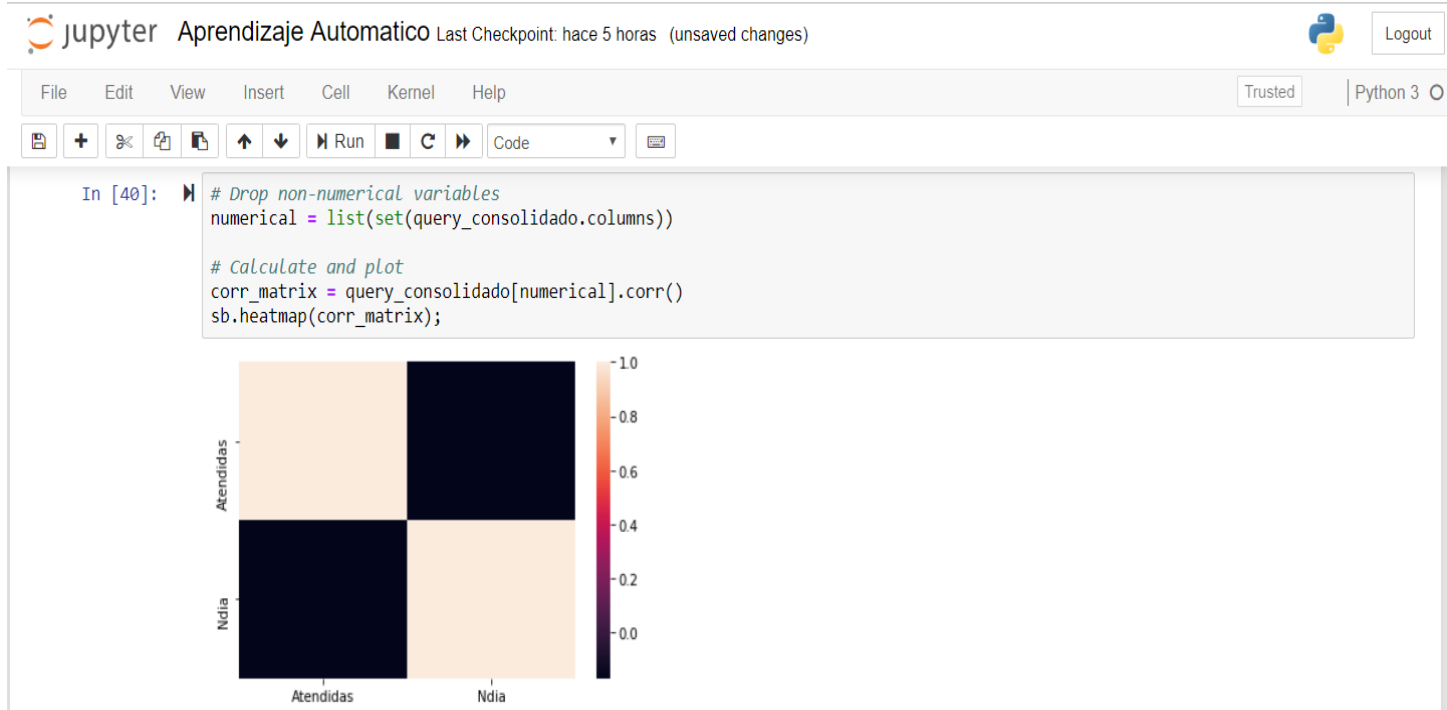 jupyter Aprendizaje Automatico Last Checkpoint: hace 5 horas (unsaved changes) Logout
File Edit View Insert Cell Kernel Help Trusted Python 3
Run Code
In [40]: # Drop non-numerical variables
numerical = list(set(query_consolidado.columns))
# Calculate and plot
corr_matrix = query_consolidado[numerical].corr()
sb.heatmap(corr_matrix);
1.0
0.8
0.6
0.4
0.2
0.0
Atendidas
Ndia
Atendidas Ndia